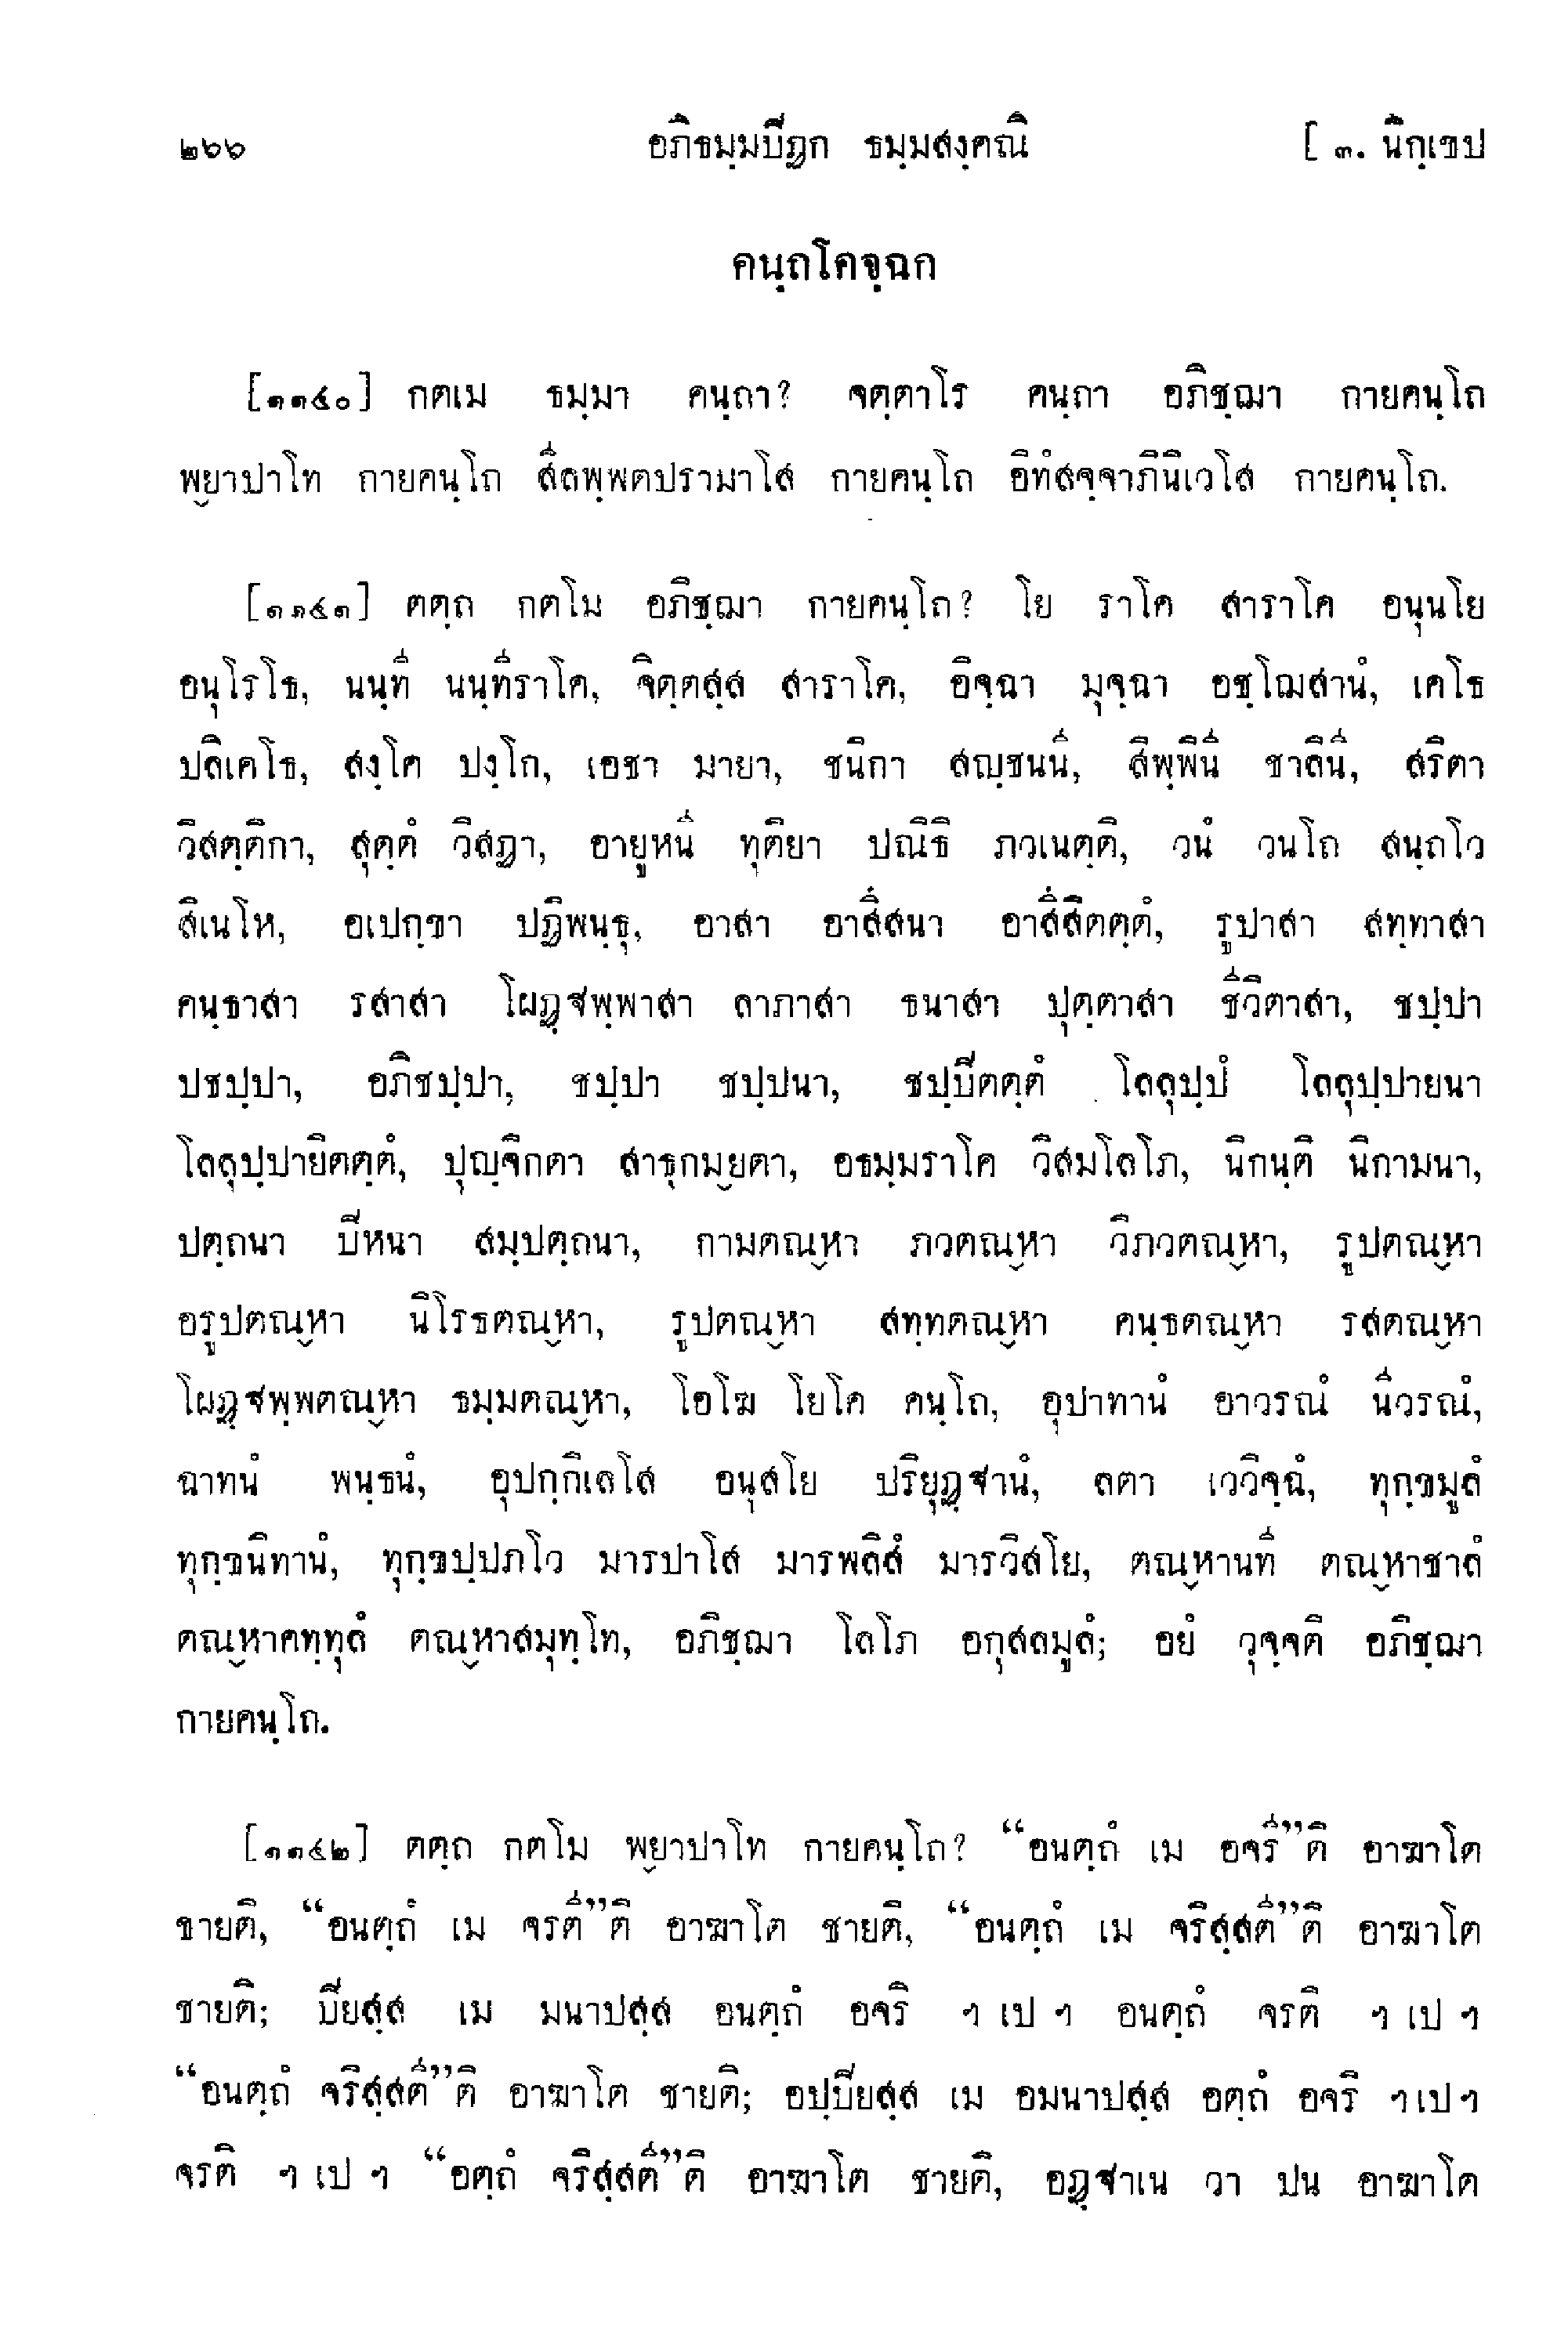 ๒๖๖ อภิธมฺมปิฏก ธมฺมสงฺคณิ [ ๓. นิกฺเขป
คนฺถโคจฺฉก
[๑๑๔๐] กตเม ธมฺมา คนฺถา? จตฺตาโร คนฺถา อภิชฺฌา กายคนฺโถ
พฺยาปาโท กายคนฺโถ สีลพฺพตปรามาโส กายคนฺโถ อิทํสจฺจาภินิเวโส กายคนฺโถ.
[๑๑๔๑] ตตฺถ กตโม อภิชฺฌา กายคนฺโถ? โย ราโค สาราโค อนุนโย
อนุโรโธ, นนฺที นนฺทีราโค, จิตฺตสฺส สาราโค, อิจฺฉา มุจฺฉา อชฺโฌสานํ, เคโธ
ปลิเคโธ, สงฺโค ปงฺโก, เอชา มายา, ชนิกา สญฺชนนี, สิพฺพินี ชาลินี, สริตา
วิสตฺติกา, สุตฺตํ วิสฏา, อายูหนี ทุติยา ปณิธิ ภวเนตฺติ, วนํ วนโถ สนฺถโว
สิเนโห, อเปกฺขา ปฏิพนฺธุ, อาสา อาสึสนา อาสึสิตตฺตํ, รูปาสา สทฺทาสา
คนฺธาสา รสาสา โผฏฺฐพฺพาสา ลาภาสา ธนาสา ปุตฺตาสา ชีวิตาสา, ชปฺปา
ปชปฺปา, อภิชปฺปา, ชปฺปา ชปฺปนา, ชปฺปิตตฺตํ โลลุปฺปํ โลลุปฺปายนา
โลลุปฺปายิตตฺตํ, ปุญฺจิกตา สาธุกมฺยตา, อธมฺมราโค วิสมโลโภ, นิกนฺติ นิกามนา,
ปตฺถนา ปิหนา สมฺปตฺถนา, กามตณฺหา ภวตณฺหา วิภวตณฺหา, รูปตณฺหา
อรูปตณฺหา นิโรธตณฺหา, รูปตณฺหา สทฺทตณฺหา คนฺธตณฺหา รสตณฺหา
โผฏฺฐพฺพตณฺหา ธมฺมตณฺหา, โอโฆ โยโค คนฺโถ, อุปาทานํ อาวรณํ นีวรณํ,
ฉาทนํ พนฺธนํ, อุปกฺกิเลโส อนุสโย ปริยุฏฺฐานํ, ลตา เววิจฺฉํ, ทุกฺขมูลํ
ทุกฺขนิทานํ, ทุกฺขปฺปภโว มารปาโส มารพลิสํ มารวิสโย, ตณฺหานที ตณฺหาชาลํ
ตณฺหาคทฺทุลํ ตณฺหาสมุทฺโท, อภิชฺฌา โลโภ อกุสลมูลํ; อยํ วุจฺจติ อภิชฺฌา
กายคนฺโถ.
[๑๑๔๒] ตตฺถ กตโม พฺยาปาโท กายคนฺโถ? “อนตฺถํ เม อจรี”ติ อาฆาโต
ชายติ, “อนตฺถํ เม จรตี”ติ อาฆาโต ชายติ, “อนตฺถํ เม จริสฺสตี”ติ อาฆาโต
ชายติ; ปิยสฺส เม มนาปสฺส อนตฺถํ อจริ ฯ เป ฯ อนตฺถํ จรติ ฯ เป ฯ
“อนตฺถํ จริสฺสตี”ติ อาฆาโต ชายติ; อปฺปิยสฺส เม อมนาปสฺส อตฺถํ อจริ ฯ เป ฯ
จรติ ฯ เป ฯ “อตฺถํ จริสฺสตี”ติ อาฆาโต ชายติ, อฏฺฐาเน วา ปน อาฆาโต